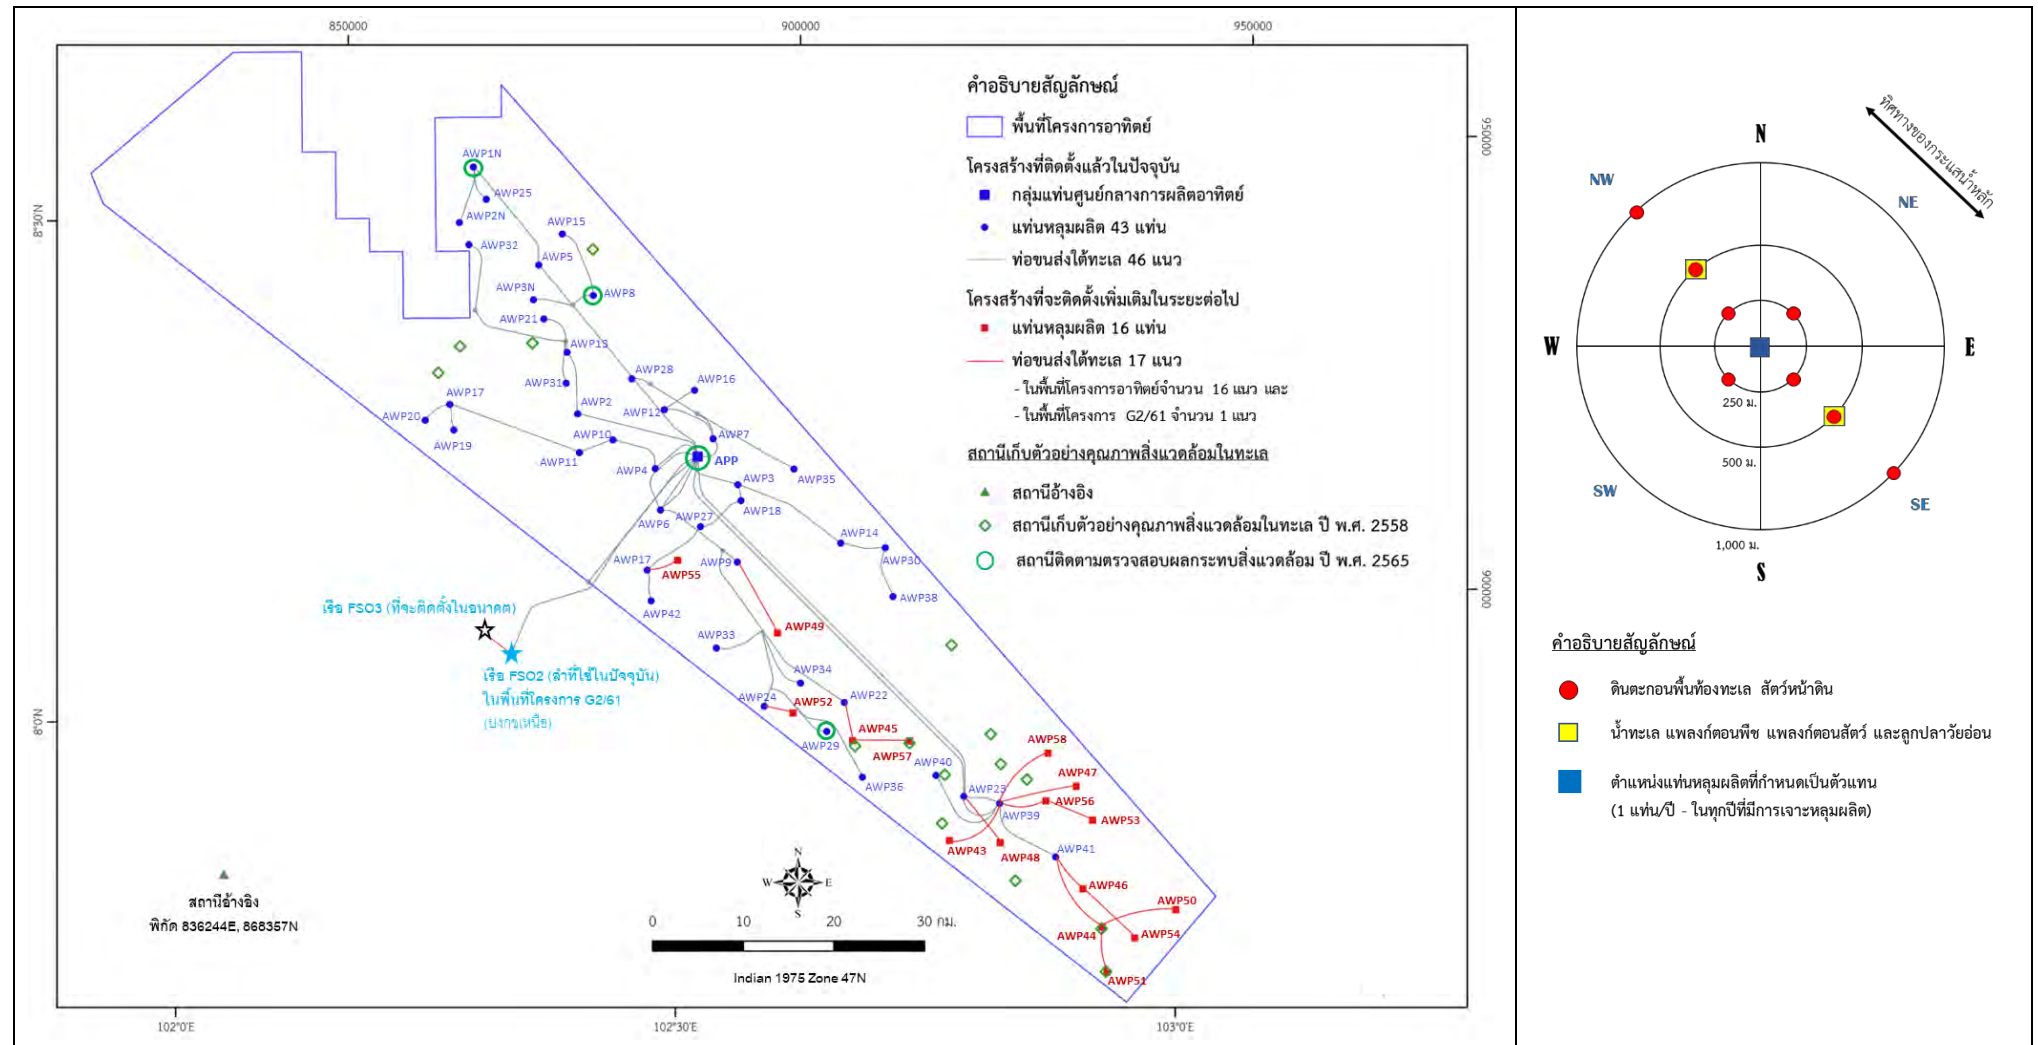 850000
900000
950000
950000
900000
8°30'N
8°0'N
102°0'E
102°30'E
103°0'E
คำอธิบายสัญลักษณ์
พื้นที่โครงการอาทิตย์
โครงสร้างที่ติดตั้งแล้วในปัจจุบัน
กลุ่มแท่นศูนย์กลางการผลิตอาทิตย์
แท่นหลุมผลิต 43 แท่น
ท่อขนส่งใต้ทะเล 46 แนว
โครงสร้างที่จะติดตั้งเพิ่มเติมในระยะต่อไป
แท่นหลุมผลิต 16 แท่น
ท่อขนส่งใต้ทะเล 17 แนว
- ในพื้นที่โครงการอาทิตย์จำนวน 16 แนว และ
- ในพื้นที่โครงการ G2/61 จำนวน 1 แนว
สถานีเก็บตัวอย่างคุณภาพสิ่งแวดล้อมในทะเล
สถานีอ้างอิง
สถานีเก็บตัวอย่างคุณภาพสิ่งแวดล้อมในทะเล ปี พ.ศ. 2558
สถานีติดตามตรวจสอบผลกระทบสิ่งแวดล้อม ปี พ.ศ. 2565
AWP1N
AWP25
AWP2N
AWP15
AWP32
AWP5
AWP3N
AWP8
AWP21
AWP13
AWP28
AWP16
AWP31
AWP17
AWP2
AWP12
AWP20
AWP19
AWP10
AWP7
AWP11
AWP4
APP
AWP3
AWP35
AWP6
AWP27
AWP18
AWP14
AWP30
AWP17
AWP55
AWP9
AWP38
AWP42
AWP49
AWP33
AWP34
AWP24
AWP52
AWP22
AWP45
AWP29
AWP57
AWP58
AWP40
AWP47
AWP36
AWP23
AWP56
AWP39
AWP53
AWP43
AWP48
AWP41
AWP46
AWP50
AWP44
AWP54
AWP51
เรือ FSO3 (ที่จะติดตั้งในอนาคต)
เรือ FSO2 (ลำที่ใช้ในปัจจุบัน)
ในพื้นที่โครงการ G2/61
(บงกชเหนือ)
สถานีอ้างอิง
พิกัด 836244E, 868357N
N
W
E
S
0 10 20 30 กม.
Indian 1975 Zone 47N
ทิศทางของกระแสน้ำหลัก
N
NW
NE
W
E
250 ม.
500 ม.
SW
SE
1,000 ม.
S
คำอธิบายสัญลักษณ์
ดินตะกอนพื้นท้องทะเล สัตว์หน้าดิน
น้ำทะเล แพลงก์ตอนพืช แพลงก์ตอนสัตว์ และลูกปลาวัยอ่อน
ตำแหน่งแท่นหลุมผลิตที่กำหนดเป็นตัวแทน
(1 แท่น/ปี - ในทุกปีที่มีการเจาะหลุมผลิต)